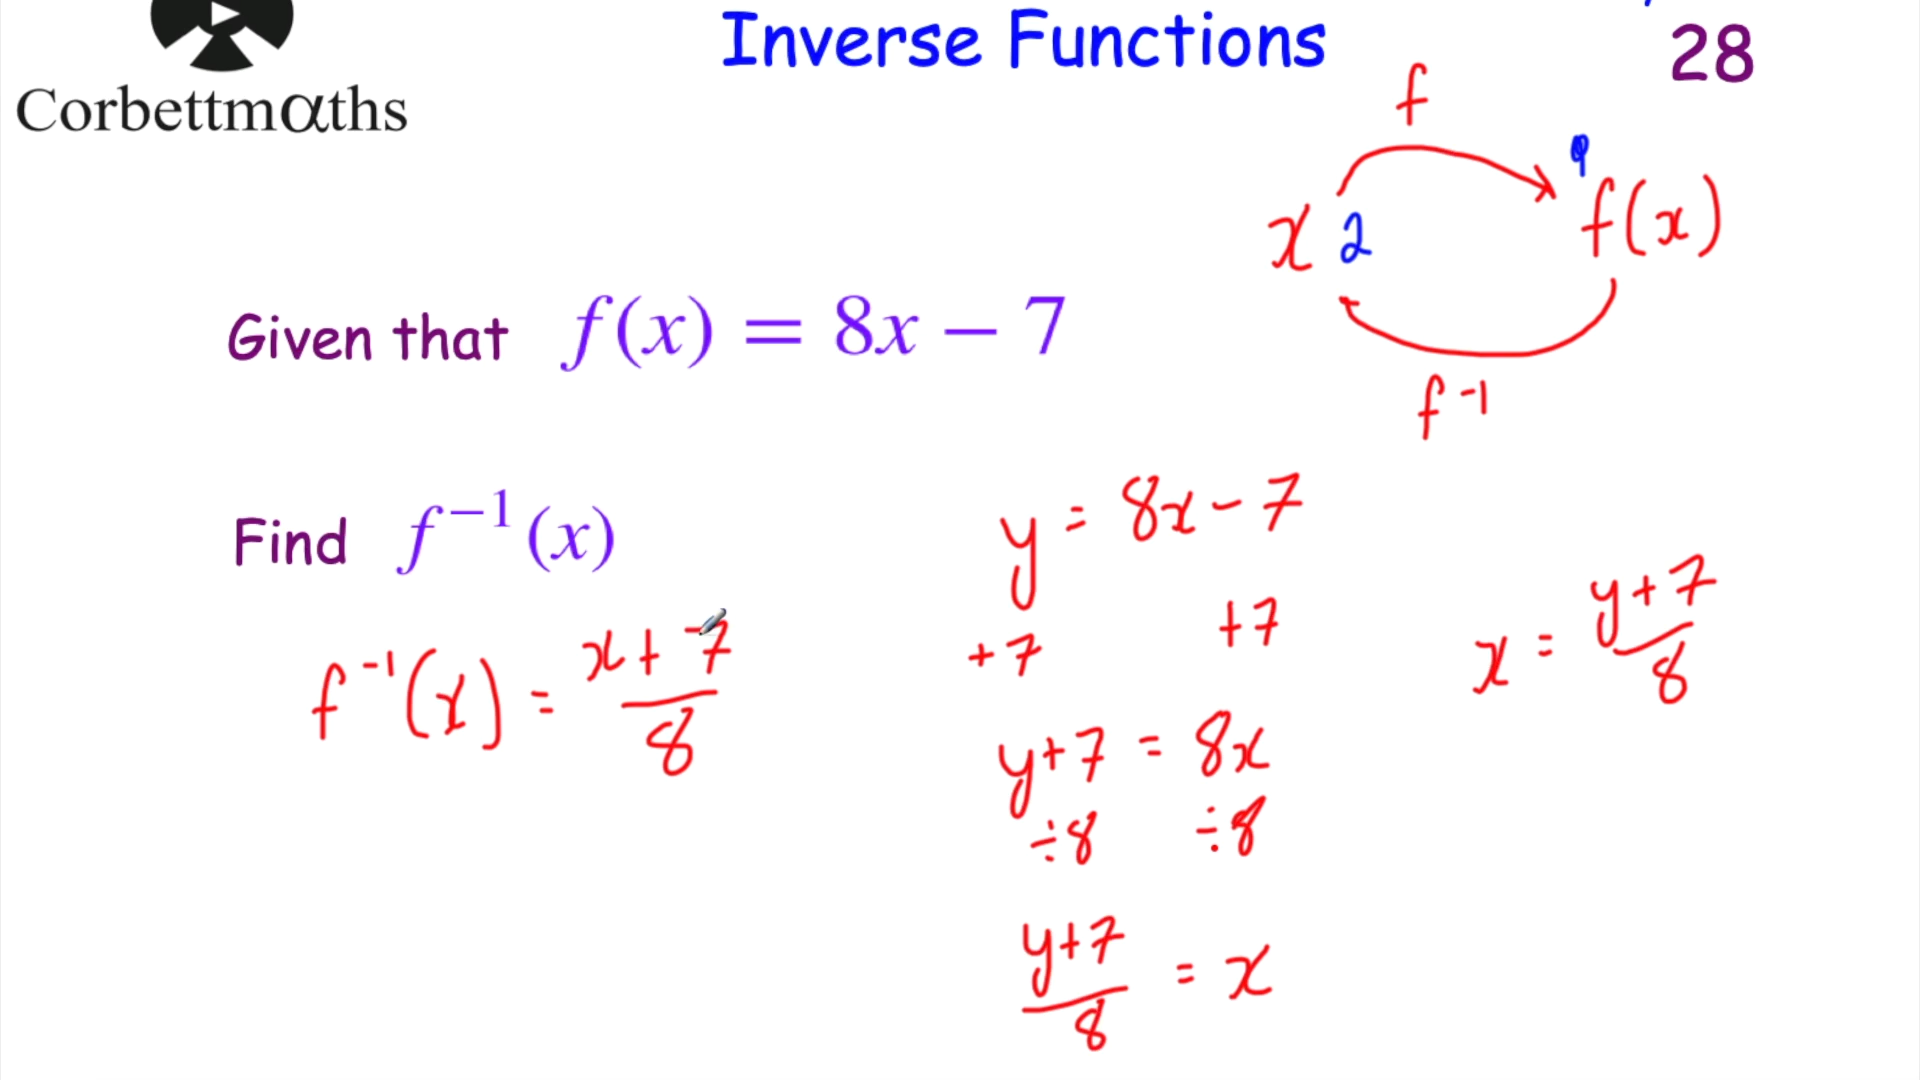 Inverse Functions
28
Corbettmαths
f
9
x 2
f(x)
f⁻¹
Given that f(x) = 8x − 7
Find f⁻¹(x)
f⁻¹(x) = x+7/8
y = 8x - 7
+7 +7
y+7 = 8x
÷8 ÷8
y+7/8 = x
x = y+7/8